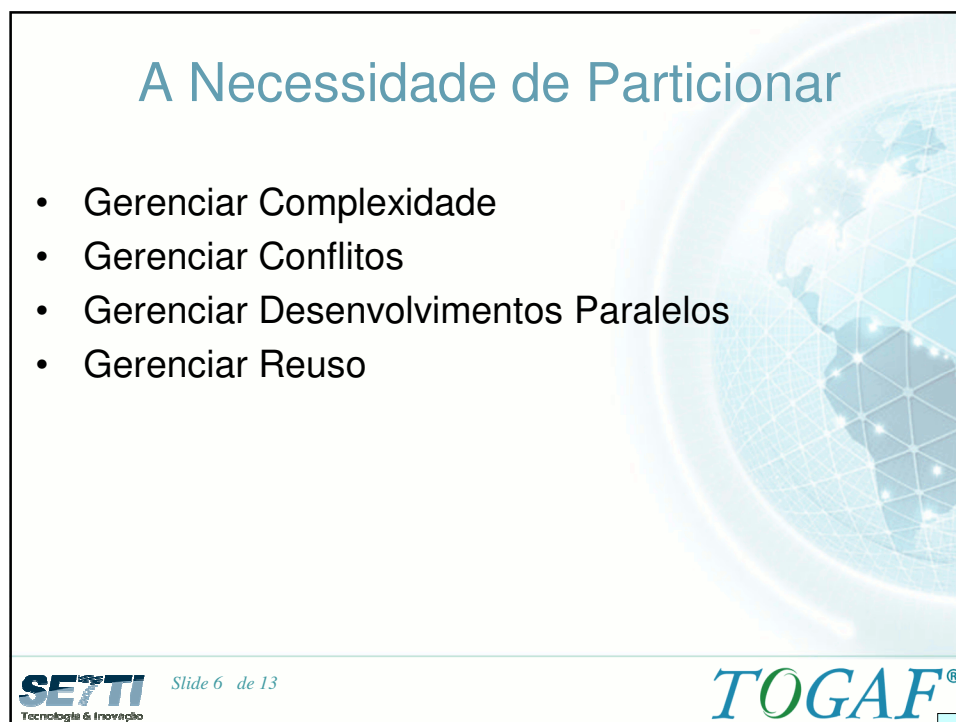 A Necessidade de Particionar
• Gerenciar Complexidade
• Gerenciar Conflitos
• Gerenciar Desenvolvimentos Paralelos
• Gerenciar Reuso
SETTI
Tecnologia & Inovação
Slide 6 de 13
TOGAF®